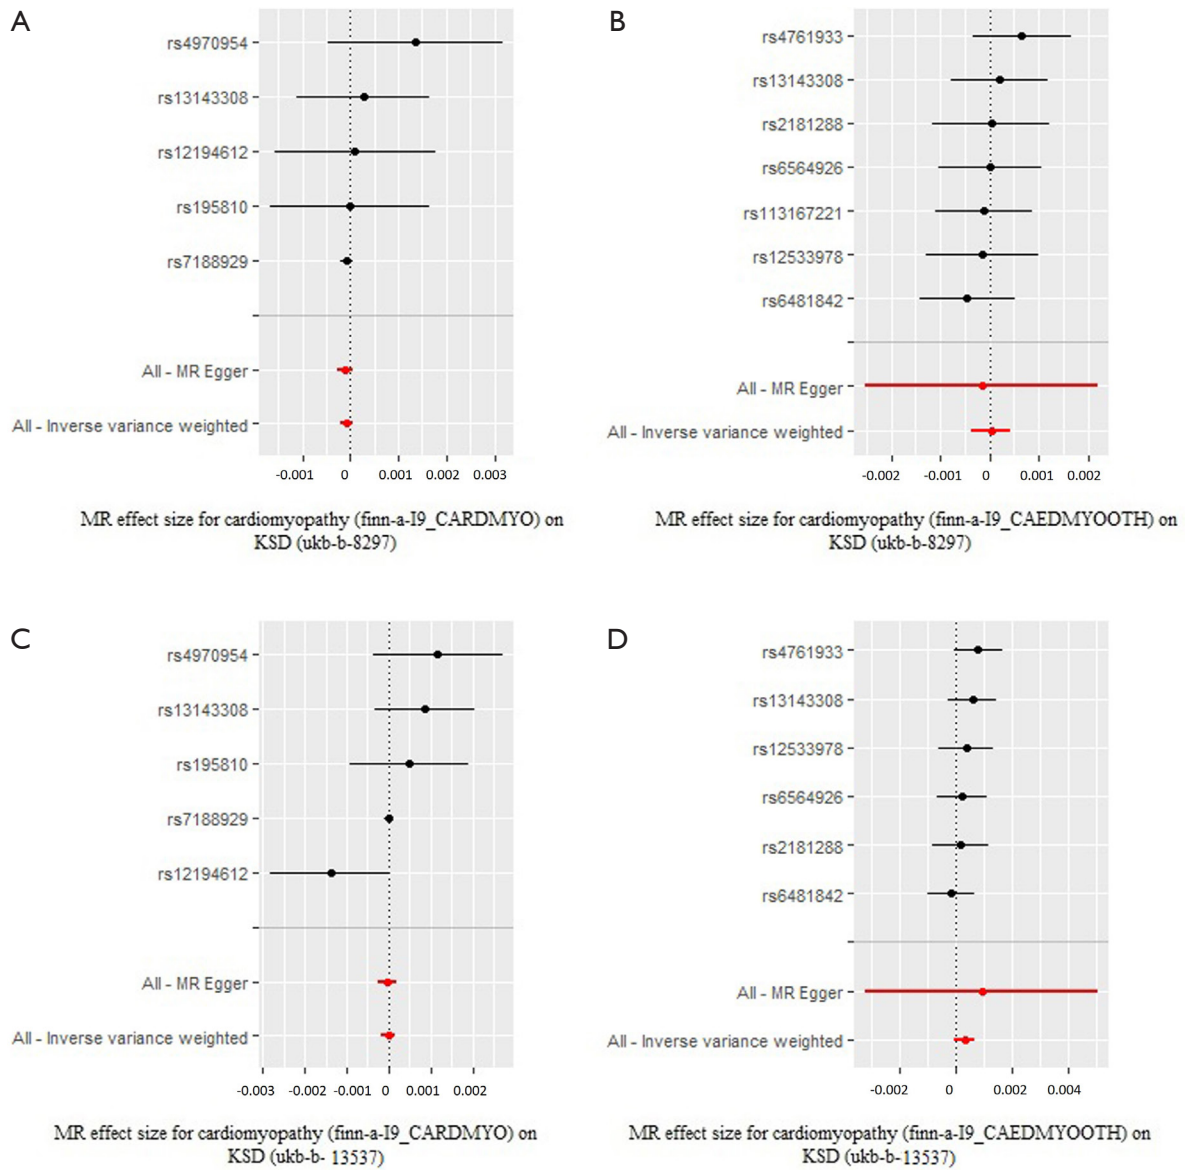 A
rs4970954
rs13143308
rs12194612
rs195810
rs7188929
All - MR Egger
All - Inverse variance weighted
-0.001 0 0.001 0.002 0.003
MR effect size for cardiomyopathy (finn-a-I9_CARDMYO) on
KSD (ukb-b-8297)
B
rs4761933
rs13143308
rs2181288
rs6564926
rs113167221
rs12533978
rs6481842
All - MR Egger
All - Inverse variance weighted
-0.002 -0.001 0 0.001 0.002
MR effect size for cardiomyopathy (finn-a-I9_CAEDMYOOTH) on
KSD (ukb-b-8297)
C
rs4970954
rs13143308
rs195810
rs7188929
rs12194612
All - MR Egger
All - Inverse variance weighted
-0.003 -0.002 -0.001 0 0.001 0.002
MR effect size for cardiomyopathy (finn-a-I9_CARDMYO) on
KSD (ukb-b- 13537)
D
rs4761933
rs13143308
rs12533978
rs6564926
rs2181288
rs6481842
All - MR Egger
All - Inverse variance weighted
-0.002 0 0.002 0.004
MR effect size for cardiomyopathy (finn-a-I9_CAEDMYOOTH) on
KSD (ukb-b-13537)